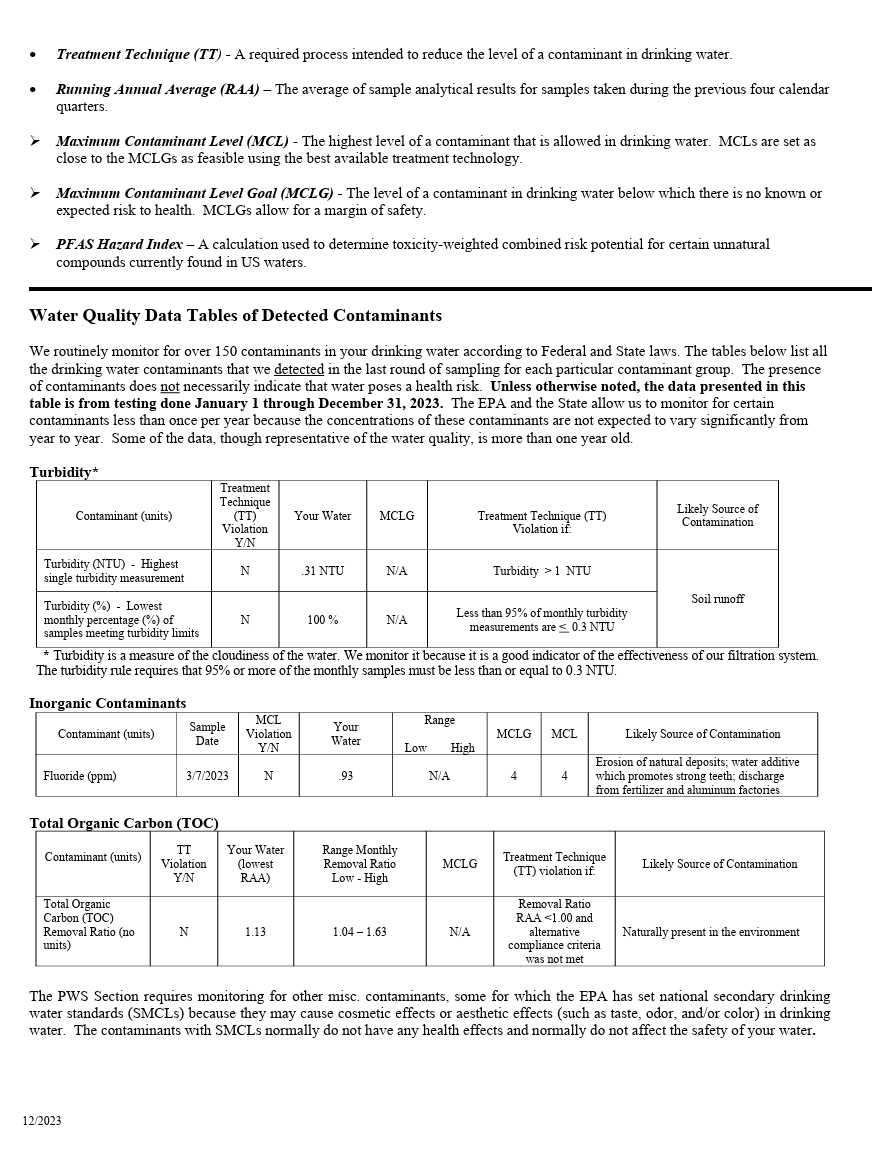 • Treatment Technique (TT) - A required process intended to reduce the level of a contaminant in drinking water.
• Running Annual Average (RAA) – The average of sample analytical results for samples taken during the previous four calendar
quarters.
➢ Maximum Contaminant Level (MCL) - The highest level of a contaminant that is allowed in drinking water. MCLs are set as
close to the MCLGs as feasible using the best available treatment technology.
➢ Maximum Contaminant Level Goal (MCLG) - The level of a contaminant in drinking water below which there is no known or
expected risk to health. MCLGs allow for a margin of safety.
➢ PFAS Hazard Index – A calculation used to determine toxicity-weighted combined risk potential for certain unnatural
compounds currently found in US waters.
Water Quality Data Tables of Detected Contaminants
We routinely monitor for over 150 contaminants in your drinking water according to Federal and State laws. The tables below list all
the drinking water contaminants that we detected in the last round of sampling for each particular contaminant group. The presence
of contaminants does not necessarily indicate that water poses a health risk. Unless otherwise noted, the data presented in this
table is from testing done January 1 through December 31, 2023. The EPA and the State allow us to monitor for certain
contaminants less than once per year because the concentrations of these contaminants are not expected to vary significantly from
year to year. Some of the data, though representative of the water quality, is more than one year old.
Turbidity*
Contaminant (units)
Treatment
Technique
(TT)
Violation
Y/N
Your Water
MCLG
Treatment Technique (TT)
Violation if:
Likely Source of
Contamination
Turbidity (NTU) - Highest
single turbidity measurement
N
.31 NTU
N/A
Turbidity > 1 NTU
Soil runoff
Turbidity (%) - Lowest
monthly percentage (%) of
samples meeting turbidity limits
N
100 %
N/A
Less than 95% of monthly turbidity
measurements are ≤ 0.3 NTU
* Turbidity is a measure of the cloudiness of the water. We monitor it because it is a good indicator of the effectiveness of our filtration system.
The turbidity rule requires that 95% or more of the monthly samples must be less than or equal to 0.3 NTU.
Inorganic Contaminants
Contaminant (units)
Sample
Date
MCL
Violation
Y/N
Your
Water
Range
Low High
MCLG
MCL
Likely Source of Contamination
Fluoride (ppm)
3/7/2023
N
.93
N/A
4
4
Erosion of natural deposits; water additive
which promotes strong teeth; discharge
from fertilizer and aluminum factories
Total Organic Carbon (TOC)
Contaminant (units)
TT
Violation
Y/N
Your Water
(lowest
RAA)
Range Monthly
Removal Ratio
Low - High
MCLG
Treatment Technique
(TT) violation if:
Likely Source of Contamination
Total Organic
Carbon (TOC)
Removal Ratio (no
units)
N
1.13
1.04 – 1.63
N/A
Removal Ratio
RAA <1.00 and
alternative
compliance criteria
was not met
Naturally present in the environment
The PWS Section requires monitoring for other misc. contaminants, some for which the EPA has set national secondary drinking
water standards (SMCLs) because they may cause cosmetic effects or aesthetic effects (such as taste, odor, and/or color) in drinking
water. The contaminants with SMCLs normally do not have any health effects and normally do not affect the safety of your water.
12/2023